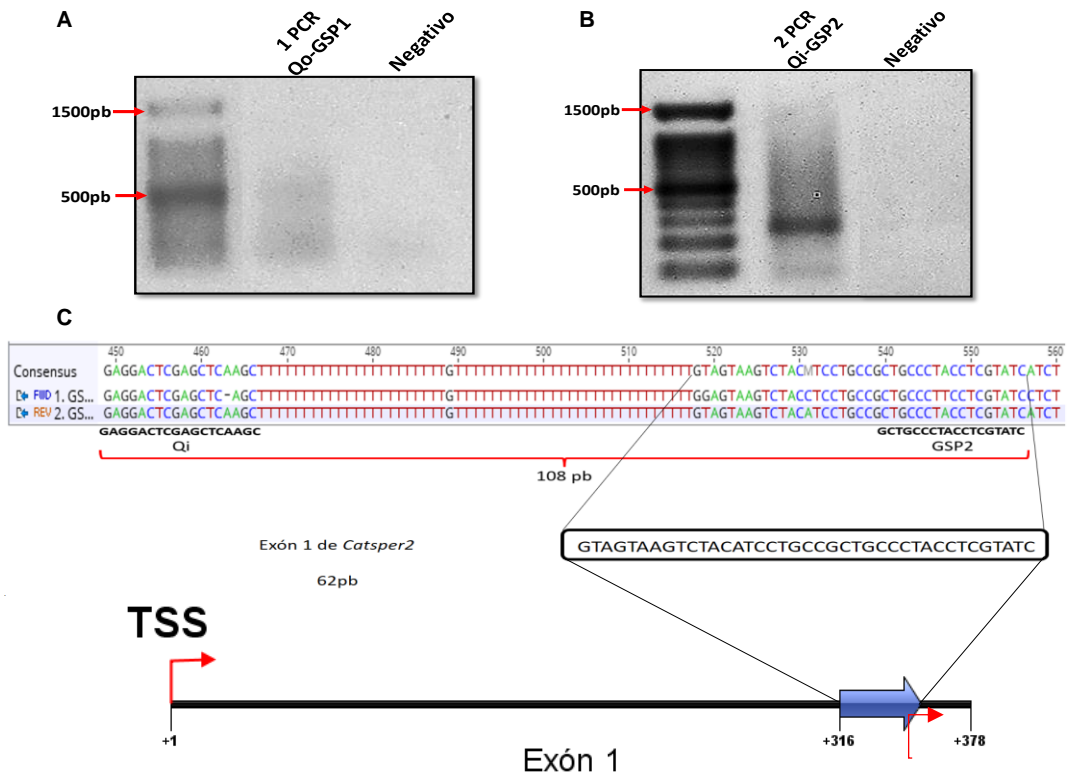 A
1 PCR
Qo-GSP1
Negativo
1500pb
500pb
B
2 PCR
Qi-GSP2
Negativo
1500pb
500pb
C
450 460 470 480 490 500 510 520 530 540 550 560
Consensus GAGGACTCGAGCTCAAGCTTTTTTTTTTTTTTTTTTTTTTGTTTTTTTTTTTTTTTTTTTTTTTTTTTTGTAGTAAGTCTACMTCCTGCCGCTGCCCTACCTCGTATCATCT
FWD 1. GS... GAGGACTCGAGCTC-AGCTTTTTTTTTTTTTTTTTTTTTTGTTTTTTTTTTTTTTTTTTTTTTTTTTTTGGAGTAAGTCTACCTCCTGCCGCTGCCCTACCTCGTATCCTCT
REV 2. GS... GAGGACTCGAGCTCAAGCTTTTTTTTTTTTTTTTTTTTTTGTTTTTTTTTTTTTTTTTTTTTTTTTTTTGTAGTAAGTCTACATCCTGCCGCTGCCCTACCTCGTATCATCT
GAGGACTCGAGCTCAAGC GCTGCCCTACCTCGTATC
Qi GSP2
108 pb
Exón 1 de Catsper2
62pb
GTAGTAAGTCTACATCCTGCCGCTGCCCTACCTCGTATC
TSS
+1 +316 +378
Exón 1